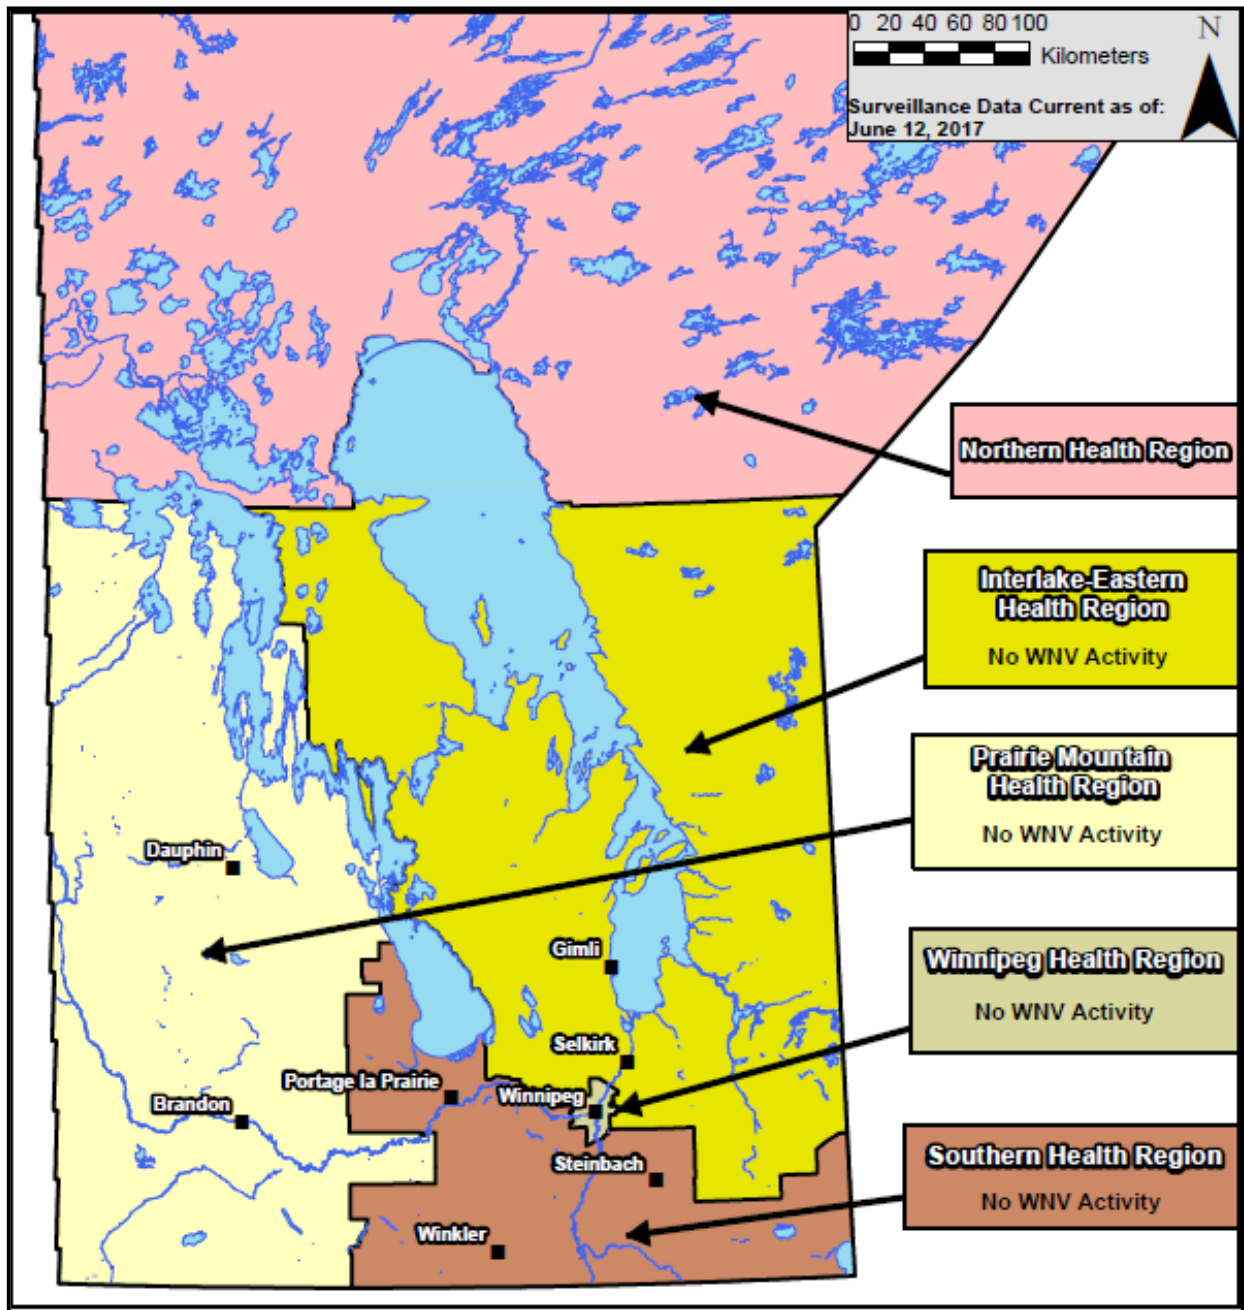 0 20 40 60 80 100
Kilometers
N
Surveillance Data Current as of:
June 12, 2017
Northern Health Region
Interlake-Eastern
Health Region
No WNV Activity
Prairie Mountain
Health Region
No WNV Activity
Dauphin
Gimli
Winnipeg Health Region
No WNV Activity
Selkirk
Portage la Prairie
Winnipeg
Brandon
Steinbach
Southern Health Region
No WNV Activity
Winkler